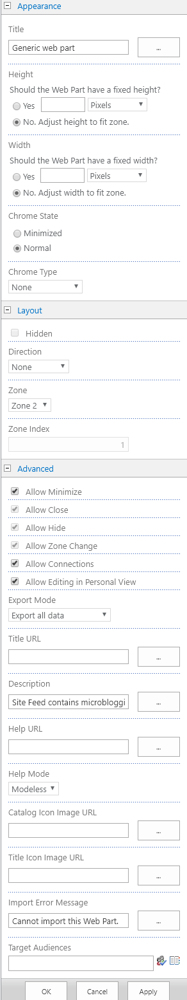 Appearance
Title
Generic web part
...
Height
Should the Web Part have a fixed height?
Yes Pixels
No. Adjust height to fit zone.
Width
Should the Web Part have a fixed width?
Yes Pixels
No. Adjust width to fit zone.
Chrome State
Minimized
Normal
Chrome Type
None
Layout
Hidden
Direction
None
Zone
Zone 2
Zone Index
1
Advanced
Allow Minimize
Allow Close
Allow Hide
Allow Zone Change
Allow Connections
Allow Editing in Personal View
Export Mode
Export all data
Title URL
...
Description
Site Feed contains microbloggi
...
Help URL
...
Help Mode
Modeless
Catalog Icon Image URL
...
Title Icon Image URL
...
Import Error Message
Cannot import this Web Part.
...
Target Audiences
OK Cancel Apply